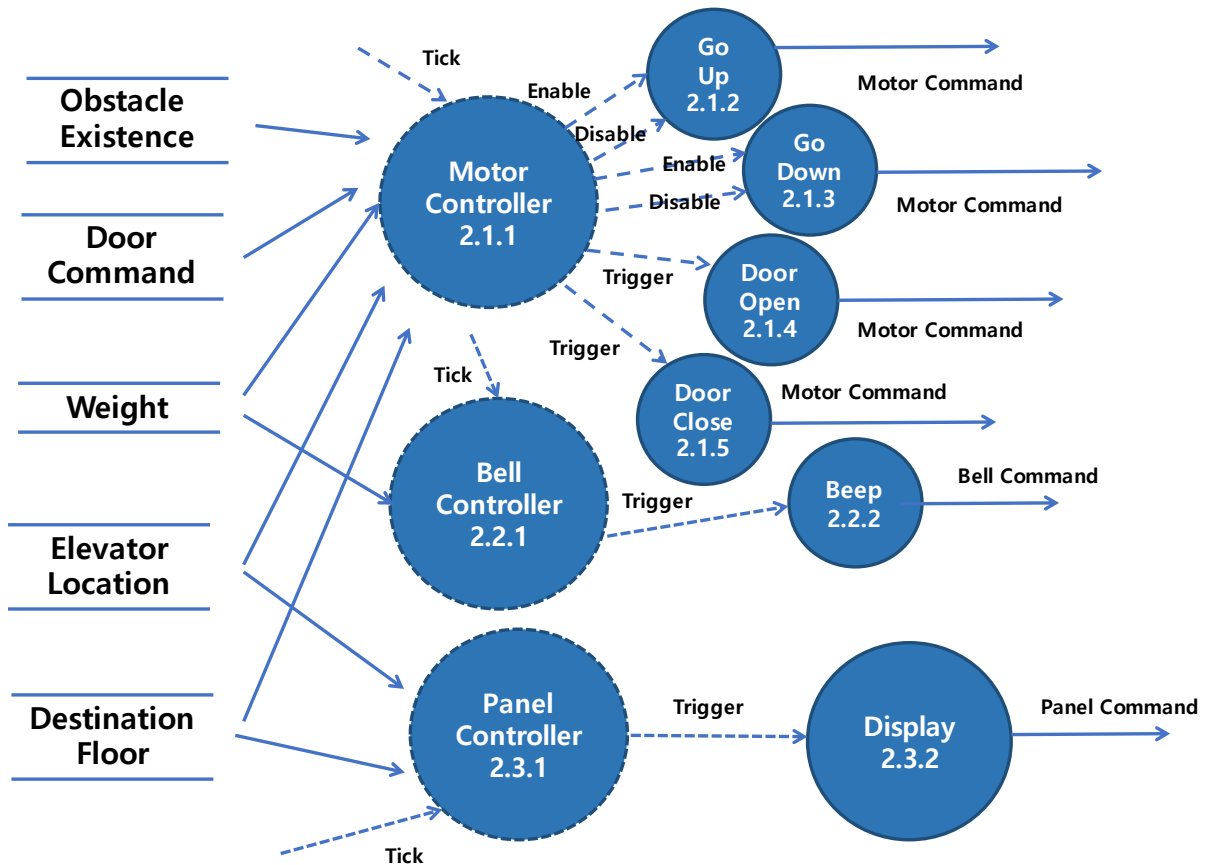 Obstacle
Existence
Door
Command
Weight
Elevator
Location
Destination
Floor
Tick
Motor
Controller
2.1.1
Enable
Disable
Enable
Disable
Trigger
Trigger
Go
Up
2.1.2
Motor Command
Go
Down
2.1.3
Motor Command
Door
Open
2.1.4
Motor Command
Door
Close
2.1.5
Motor Command
Tick
Bell
Controller
2.2.1
Trigger
Beep
2.2.2
Bell Command
Panel
Controller
2.3.1
Tick
Trigger
Display
2.3.2
Panel Command